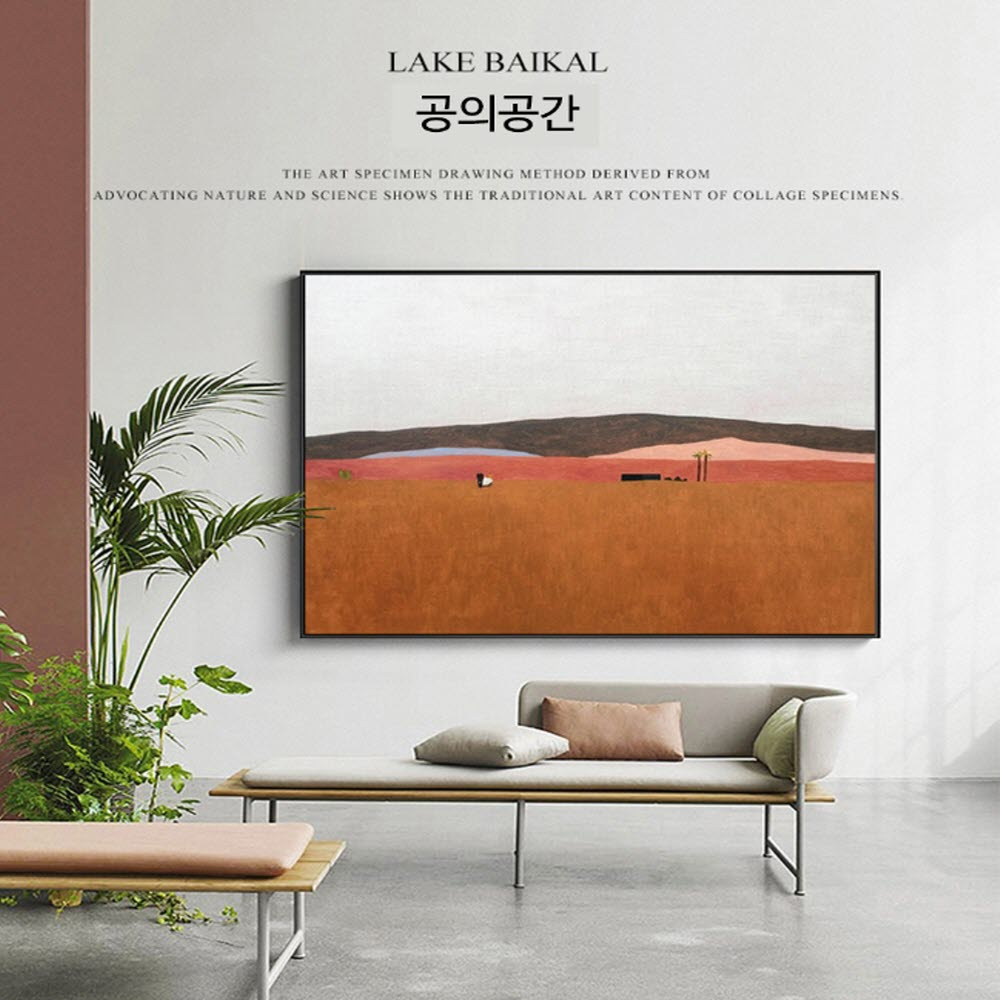 LAKE BAIKAL
공의공간
THE ART SPECIMEN DRAWING METHOD DERIVED FROM
ADVOCATING NATURE AND SCIENCE SHOWS THE TRADITIONAL ART CONTENT OF COLLAGE SPECIMENS.